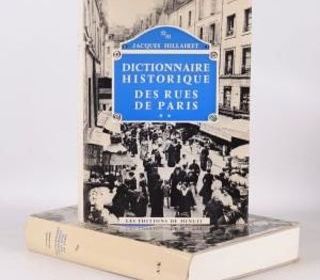 JACQUES HILLAIRET
DICTIONNAIRE
HISTORIQUE
DES RUES
DE PARIS
**
LES ÉDITIONS DE MINUIT